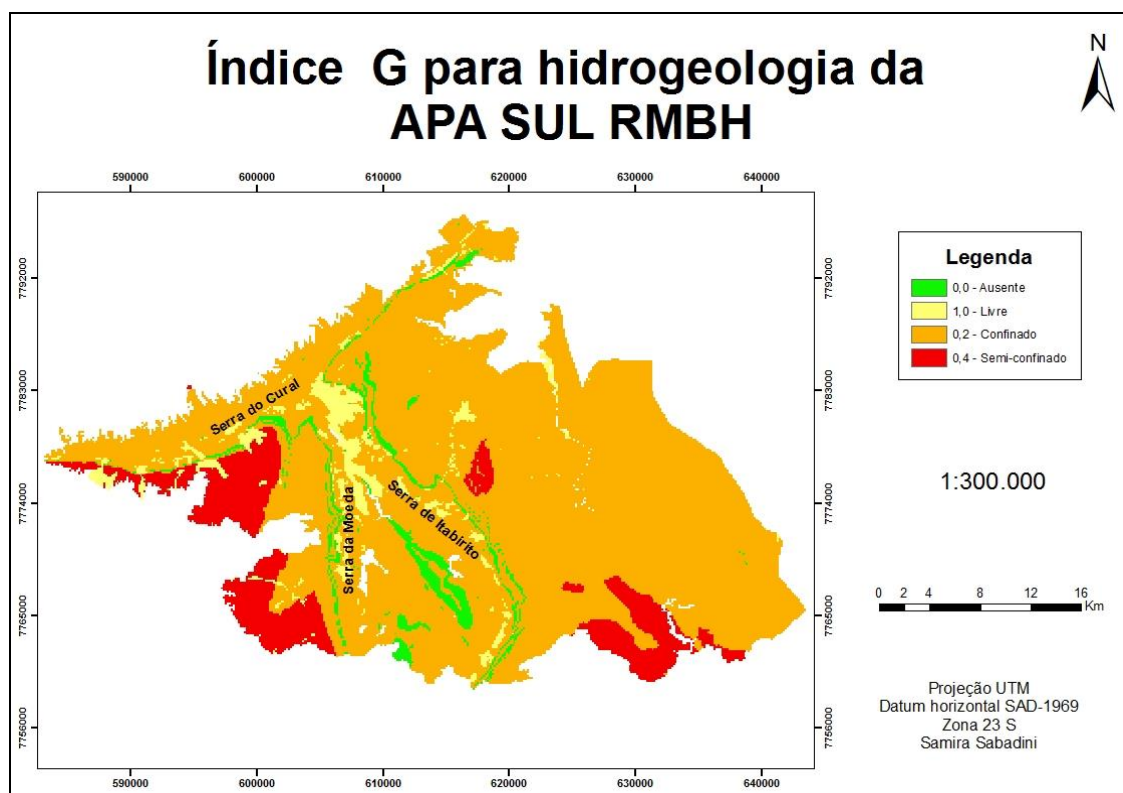 Índice G para hidrogeologia da
APA SUL RMBH
N
590000 600000 610000 620000 630000 640000
7792000 7792000
7783000 7783000
7774000 7774000
7765000 7765000
7756000 7756000
Serra do Cural
Serra da Moeda
Serra de Itabirito
590000 600000 610000 620000 630000 640000
Legenda
0,0 - Ausente
1,0 - Livre
0,2 - Confinado
0,4 - Semi-confinado
1:300.000
0 2 4 8 12 16
Km
Projeção UTM
Datum horizontal SAD-1969
Zona 23 S
Samira Sabadini